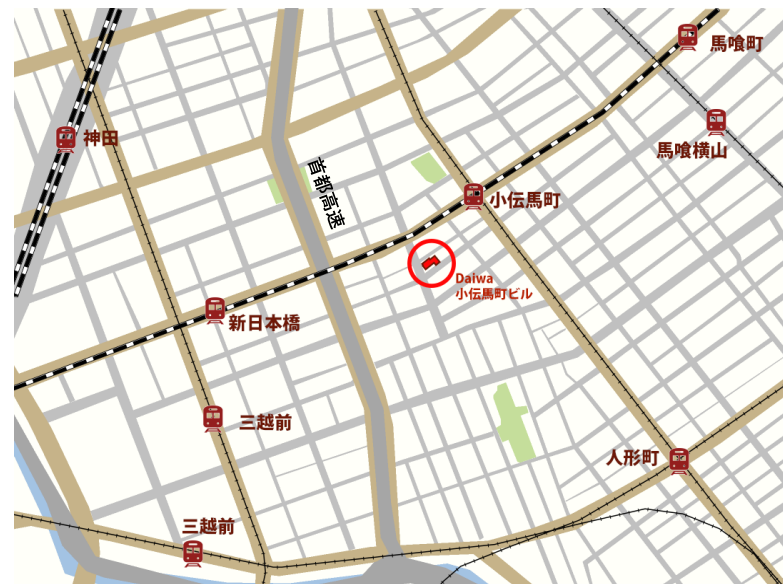 馬喰町
神田
馬喰横山
首都高速
小伝馬町
Daiwa
小伝馬町ビル
新日本橋
三越前
人形町
三越前